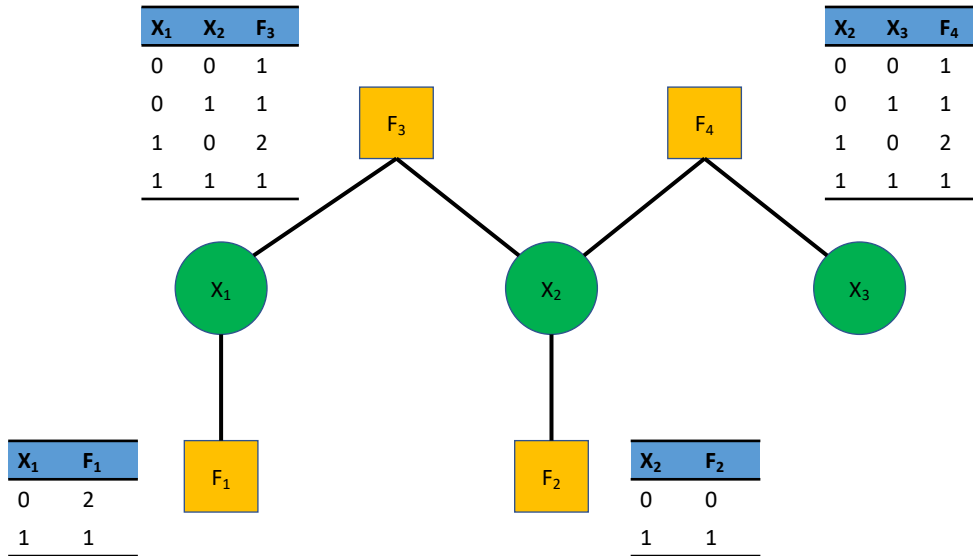 X₁ X₂ F₃
0 0 1
0 1 1
1 0 2
1 1 1
X₂ X₃ F₄
0 0 1
0 1 1
1 0 2
1 1 1
F₃
F₄
X₁
X₂
X₃
F₁
F₂
X₁ F₁
0 2
1 1
X₂ F₂
0 0
1 1